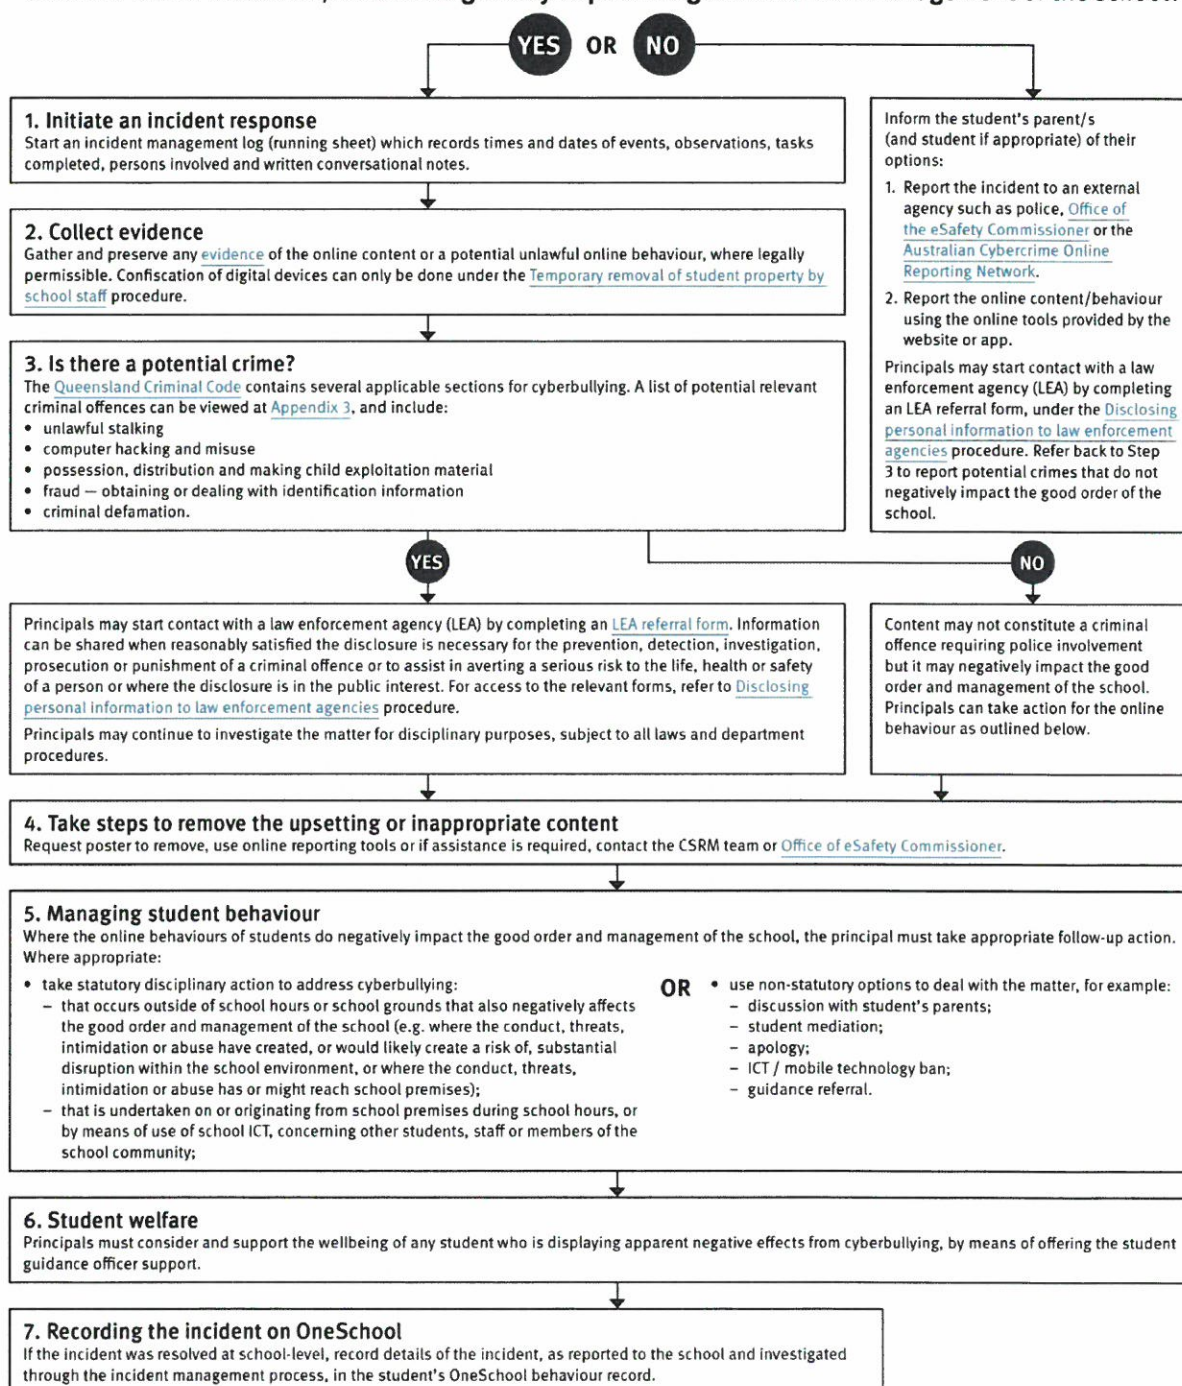 YES OR NO
1. Initiate an incident response
Start an incident management log (running sheet) which records times and dates of events, observations, tasks
completed, persons involved and written conversational notes.
2. Collect evidence
Gather and preserve any evidence of the online content or a potential unlawful online behaviour, where legally
permissible. Confiscation of digital devices can only be done under the Temporary removal of student property by
school staff procedure.
3. Is there a potential crime?
The Queensland Criminal Code contains several applicable sections for cyberbullying. A list of potential relevant
criminal offences can be viewed at Appendix 3, and include:
• unlawful stalking
• computer hacking and misuse
• possession, distribution and making child exploitation material
• fraud — obtaining or dealing with identification information
• criminal defamation.
Inform the student's parent/s
(and student if appropriate) of their
options:
1. Report the incident to an external
agency such as police, Office of
the eSafety Commissioner or the
Australian Cybercrime Online
Reporting Network.
2. Report the online content/behaviour
using the online tools provided by the
website or app.
Principals may start contact with a law
enforcement agency (LEA) by completing
an LEA referral form, under the Disclosing
personal information to law enforcement
agencies procedure. Refer back to Step
3 to report potential crimes that do not
negatively impact the good order of the
school.
YES
NO
Principals may start contact with a law enforcement agency (LEA) by completing an LEA referral form. Information
can be shared when reasonably satisfied the disclosure is necessary for the prevention, detection, investigation,
prosecution or punishment of a criminal offence or to assist in averting a serious risk to the life, health or safety
of a person or where the disclosure is in the public interest. For access to the relevant forms, refer to Disclosing
personal information to law enforcement agencies procedure.
Principals may continue to investigate the matter for disciplinary purposes, subject to all laws and department
procedures.
Content may not constitute a criminal
offence requiring police involvement
but it may negatively impact the good
order and management of the school.
Principals can take action for the online
behaviour as outlined below.
4. Take steps to remove the upsetting or inappropriate content
Request poster to remove, use online reporting tools or if assistance is required, contact the CSRM team or Office of eSafety Commissioner.
5. Managing student behaviour
Where the online behaviours of students do negatively impact the good order and management of the school, the principal must take appropriate follow-up action.
Where appropriate:
• take statutory disciplinary action to address cyberbullying:
– that occurs outside of school hours or school grounds that also negatively affects
the good order and management of the school (e.g. where the conduct, threats,
intimidation or abuse have created, or would likely create a risk of, substantial
disruption within the school environment, or where the conduct, threats,
intimidation or abuse has or might reach school premises);
– that is undertaken on or originating from school premises during school hours, or
by means of use of school ICT, concerning other students, staff or members of the
school community;
OR
• use non-statutory options to deal with the matter, for example:
– discussion with student's parents;
– student mediation;
– apology;
– ICT / mobile technology ban;
– guidance referral.
6. Student welfare
Principals must consider and support the wellbeing of any student who is displaying apparent negative effects from cyberbullying, by means of offering the student
guidance officer support.
7. Recording the incident on OneSchool
If the incident was resolved at school-level, record details of the incident, as reported to the school and investigated
through the incident management process, in the student's OneSchool behaviour record.